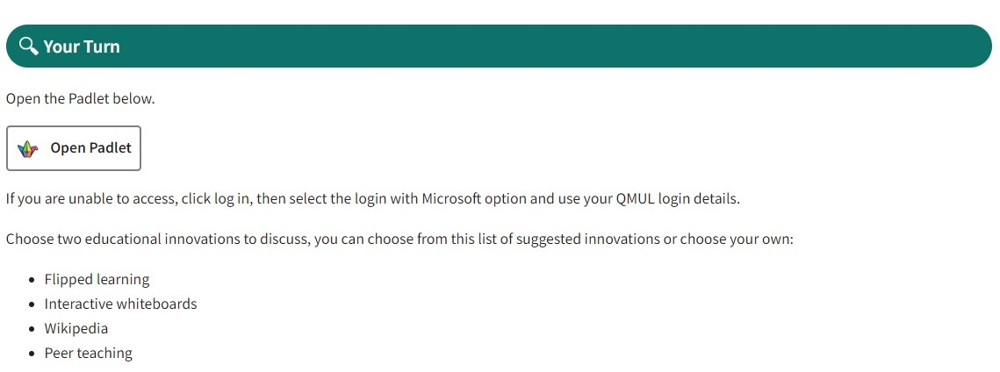 Your Turn
Open the Padlet below.
Open Padlet
If you are unable to access, click log in, then select the login with Microsoft option and use your QMUL login details.
Choose two educational innovations to discuss, you can choose from this list of suggested innovations or choose your own:
• Flipped learning
• Interactive whiteboards
• Wikipedia
• Peer teaching